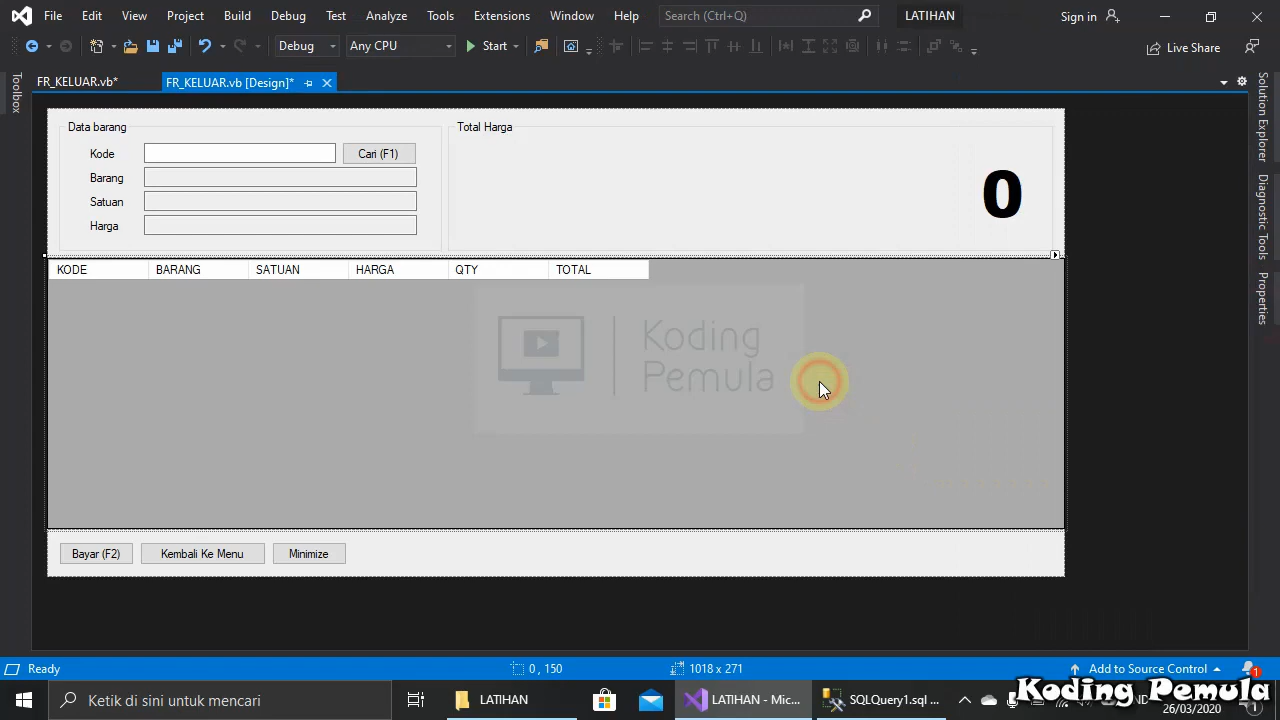 File Edit View Project Build Debug Test Analyze Tools Extensions Window Help Search (Ctrl+Q) LATIHAN Sign in
Debug Any CPU Start Live Share
FR_KELUAR.vb* FR_KELUAR.vb [Design]*
Toolbox
Solution Explorer
Diagnostic Tools
Properties
Data barang
Total Harga
Kode Cari (F1)
Barang
Satuan
Harga
0
KODE BARANG SATUAN HARGA QTY TOTAL
Koding
Pemula
Bayar (F2) Kembali Ke Menu Minimize
Ready 0 , 150 1018 x 271 Add to Source Control 1
Ketik di sini untuk mencari LATIHAN LATIHAN - Mic... SQLQuery1.sql ...
Koding Pemula
26/03/2020 1